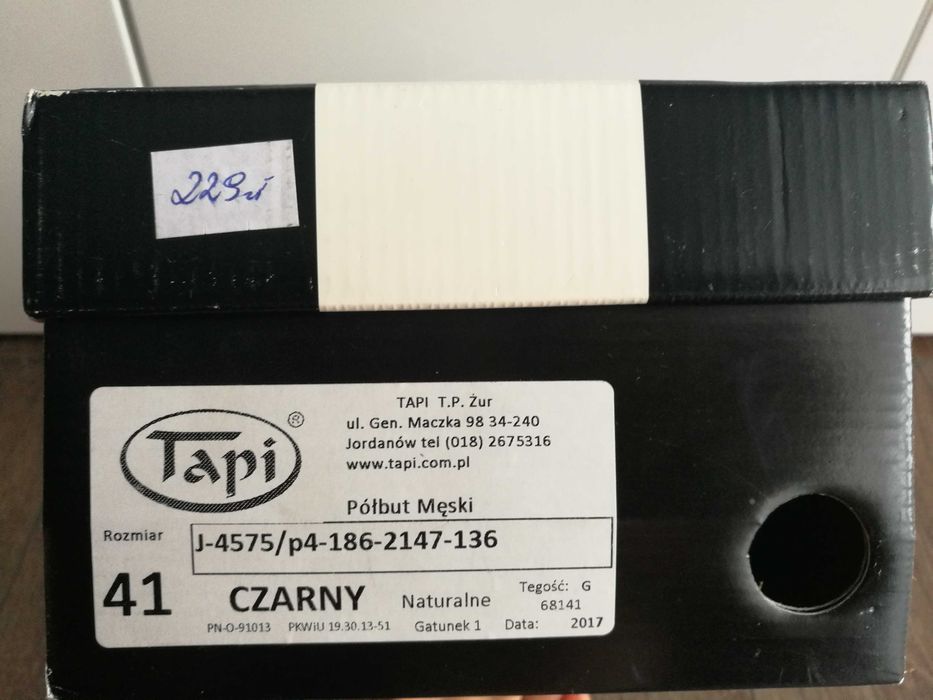 229zł
Tapi ®
TAPI T.P. Żur
ul. Gen. Maczka 98 34-240
Jordanów tel (018) 2675316
www.tapi.com.pl
Półbut Męski
Rozmiar
J-4575/p4-186-2147-136
41 CZARNY Naturalne
Tegość: G
68141
PN-O-91013 PKWiU 19.30.13-51 Gatunek 1 Data: 2017